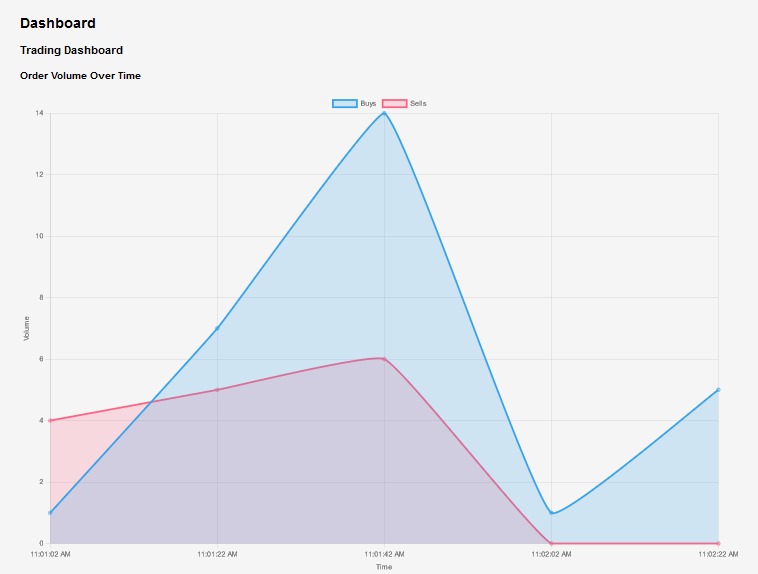 Dashboard
Trading Dashboard
Order Volume Over Time
Buys Sells
14
12
10
8
6
4
2
0
Volume
11:01:02 AM 11:01:22 AM 11:01:42 AM 11:02:02 AM 11:02:22 AM
Time